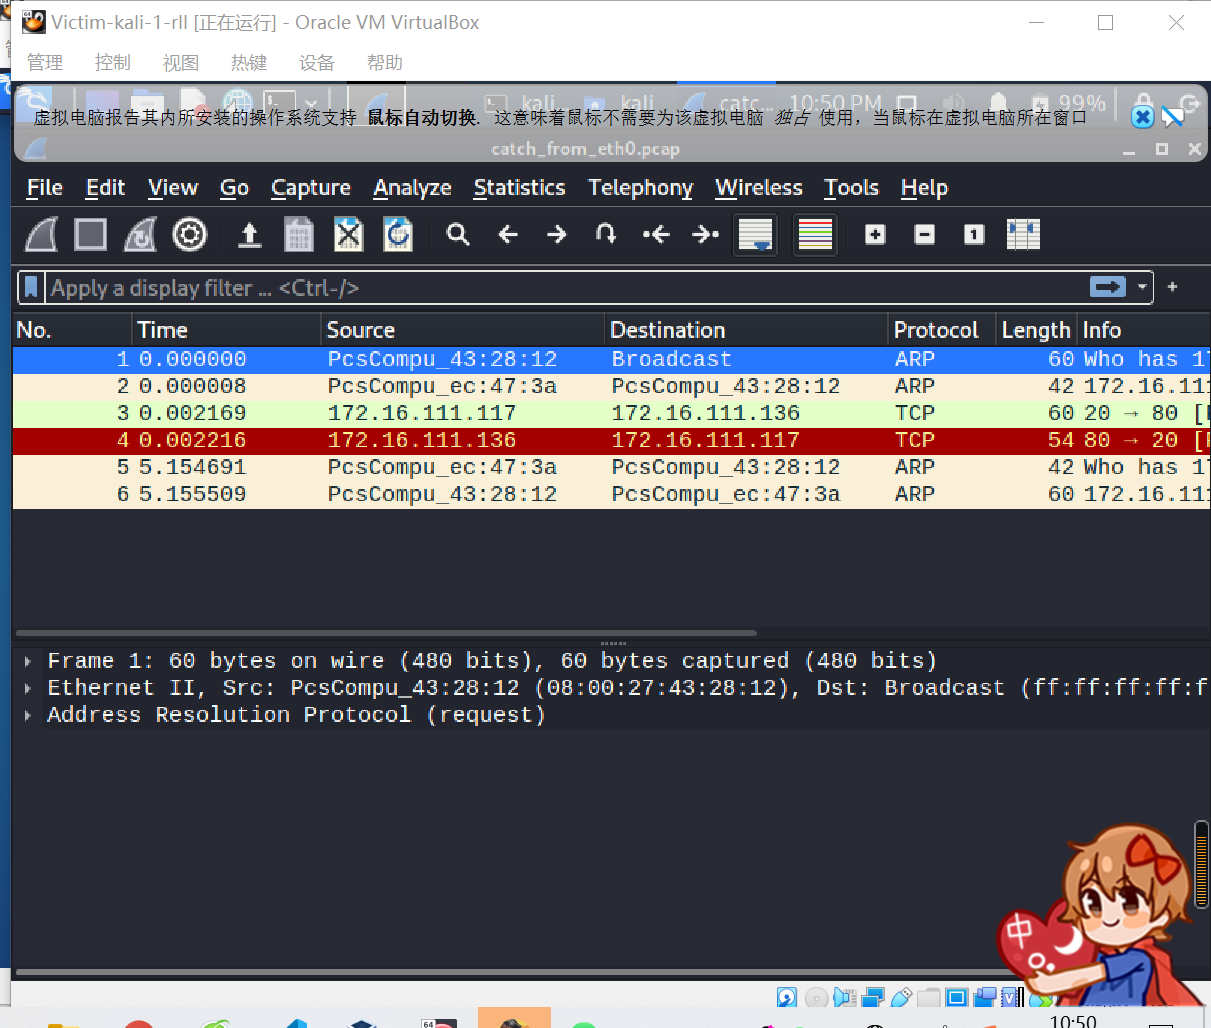 Victim-kali-1-rll [正在运行] - Oracle VM VirtualBox
管理 控制 视图 热键 设备 帮助
kali kali catc... 10:50 PM 99%
虚拟电脑报告其内所安装的操作系统支持 鼠标自动切换. 这意味着鼠标不需要为该虚拟电脑 独占 使用，当鼠标在虚拟电脑所在窗口
catch_from_eth0.pcap
File Edit View Go Capture Analyze Statistics Telephony Wireless Tools Help
Apply a display filter ... <Ctrl-/>
No. Time Source Destination Protocol Length Info
1 0.000000 PcsCompu_43:28:12 Broadcast ARP 60 Who has 17
2 0.000008 PcsCompu_ec:47:3a PcsCompu_43:28:12 ARP 42 172.16.111
3 0.002169 172.16.111.117 172.16.111.136 TCP 60 20 → 80 [
4 0.002216 172.16.111.136 172.16.111.117 TCP 54 80 → 20 [
5 5.154691 PcsCompu_ec:47:3a PcsCompu_43:28:12 ARP 42 Who has 17
6 5.155509 PcsCompu_43:28:12 PcsCompu_ec:47:3a ARP 60 172.16.111
Frame 1: 60 bytes on wire (480 bits), 60 bytes captured (480 bits)
Ethernet II, Src: PcsCompu_43:28:12 (08:00:27:43:28:12), Dst: Broadcast (ff:ff:ff:ff:f
Address Resolution Protocol (request)
中
10:50